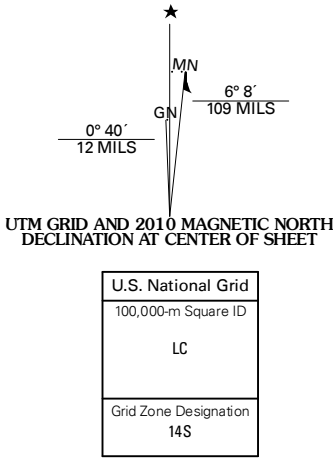 MN
GN
6° 8´
109 MILS
0° 40´
12 MILS
UTM GRID AND 2010 MAGNETIC NORTH
DECLINATION AT CENTER OF SHEET
U.S. National Grid
100,000-m Square ID
LC
Grid Zone Designation
14S